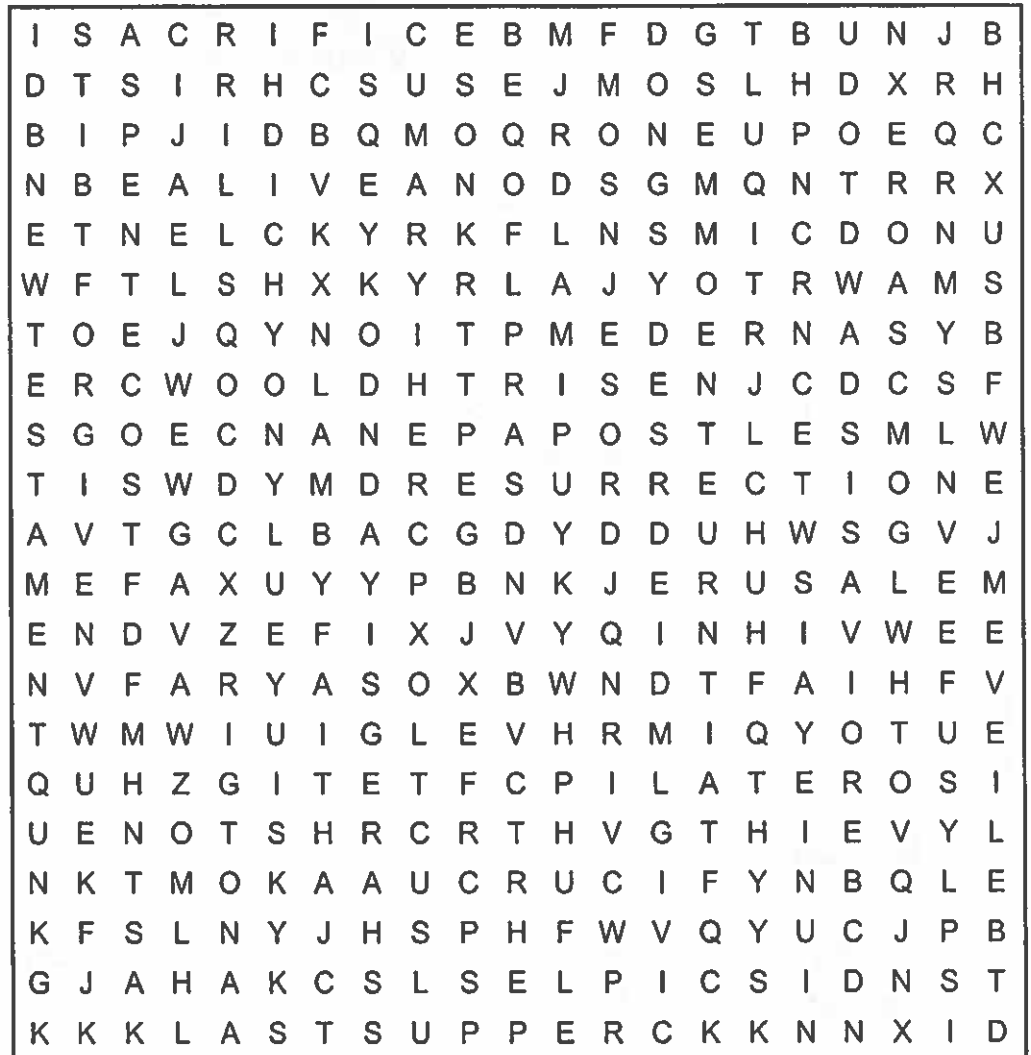 I S A C R I F I C E B M F D G T B U N J B
D T S I R H C S U S E J M O S L H D X R H
B I P J I D B Q M O Q R O N E U P O E Q C
N B E A L I V E A N O D S G M Q N T R R X
E T N E L C K Y R K F L N S M I C D O N U
W F T L S H X K Y R L A J Y O T R W A M S
T O E J Q Y N O I T P M E D E R N A S Y B
E R C W O O L D H T R I S E N J C D C S F
S G O E C N A N E P A P O S T L E S M L W
T I S W D Y M D R E S U R R E C T I O N E
A V T G C L B A C G D Y D D U H W S G V J
M E F A X U Y Y P B N K J E R U S A L E M
E N D V Z E F I X J V Y Q I N H I V W E E
N V F A R Y A S O X B W N D T F A I H F V
T W M W I U I G L E V H R M I Q Y O T U E
Q U H Z G I T E T F C P I L A T E R O S I
U E N O T S H R C R T H V G T H I E V Y L
N K T M O K A A U C R U C I F Y N B Q L E
K F S L N Y J H S P H F W V Q Y U C J P B
G J A H A K C S L S E L P I C S I D N S T
K K K L A S T S U P P E R C K K N N X I D